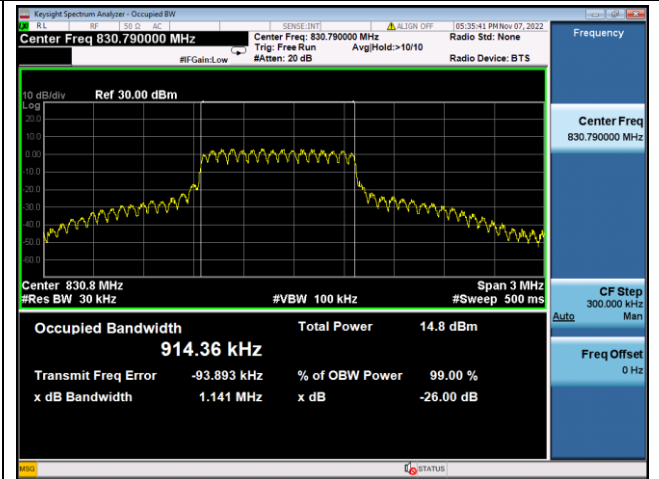 Keysight Spectrum Analyzer - Occupied BW
RL RF 50 Ω AC SENSE:INT ALIGN OFF 05:35:41 PM Nov 07, 2022
Center Freq 830.790000 MHz
Center Freq: 830.790000 MHz
Radio Std: None
Trig: Free Run Avg|Hold:>10/10
#IFGain:Low
#Atten: 20 dB
Radio Device: BTS
Frequency
10 dB/div Ref 30.00 dBm
Log
20.0
10.0
0.00
-10.0
-20.0
-30.0
-40.0
-50.0
-60.0
Center 830.8 MHz Span 3 MHz
#Res BW 30 kHz #VBW 100 kHz #Sweep 500 ms
Occupied Bandwidth Total Power 14.8 dBm
914.36 kHz
Transmit Freq Error -93.893 kHz % of OBW Power 99.00 %
x dB Bandwidth 1.141 MHz x dB -26.00 dB
Center Freq
830.790000 MHz
CF Step
300.000 kHz
Auto Man
Freq Offset
0 Hz
MSG STATUS